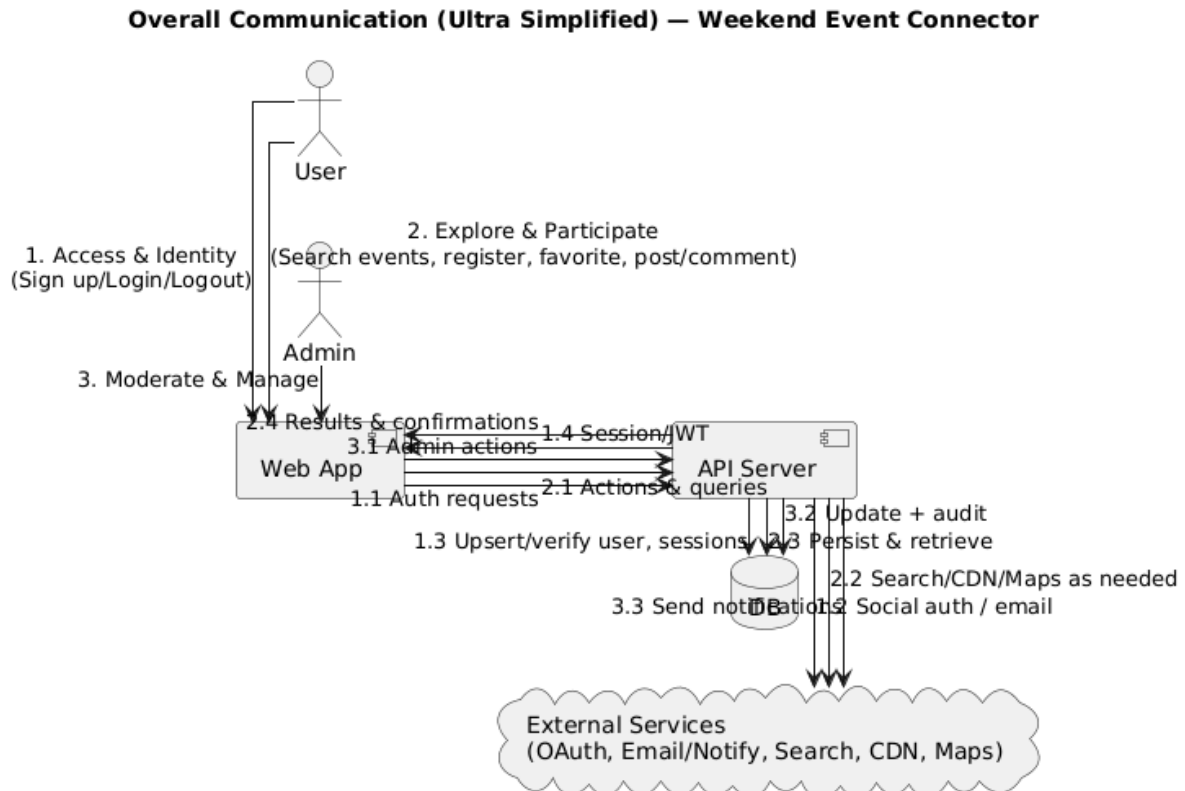 Overall Communication (Ultra Simplified) — Weekend Event Connector
User
2. Explore & Participate
(Search events, register, favorite, post/comment)
1. Access & Identity
(Sign up/Login/Logout)
Admin
3. Moderate & Manage
2.4 Results & confirmations
1.4 Session/JWT
3.1 Admin actions
Web App
API Server
2.1 Actions & queries
1.1 Auth requests
3.2 Update + audit
1.3 Upsert/verify user, sessions
2.3 Persist & retrieve
2.2 Search/CDN/Maps as needed
3.3 Send notifications
DB
1.2 Social auth / email
External Services
(OAuth, Email/Notify, Search, CDN, Maps)